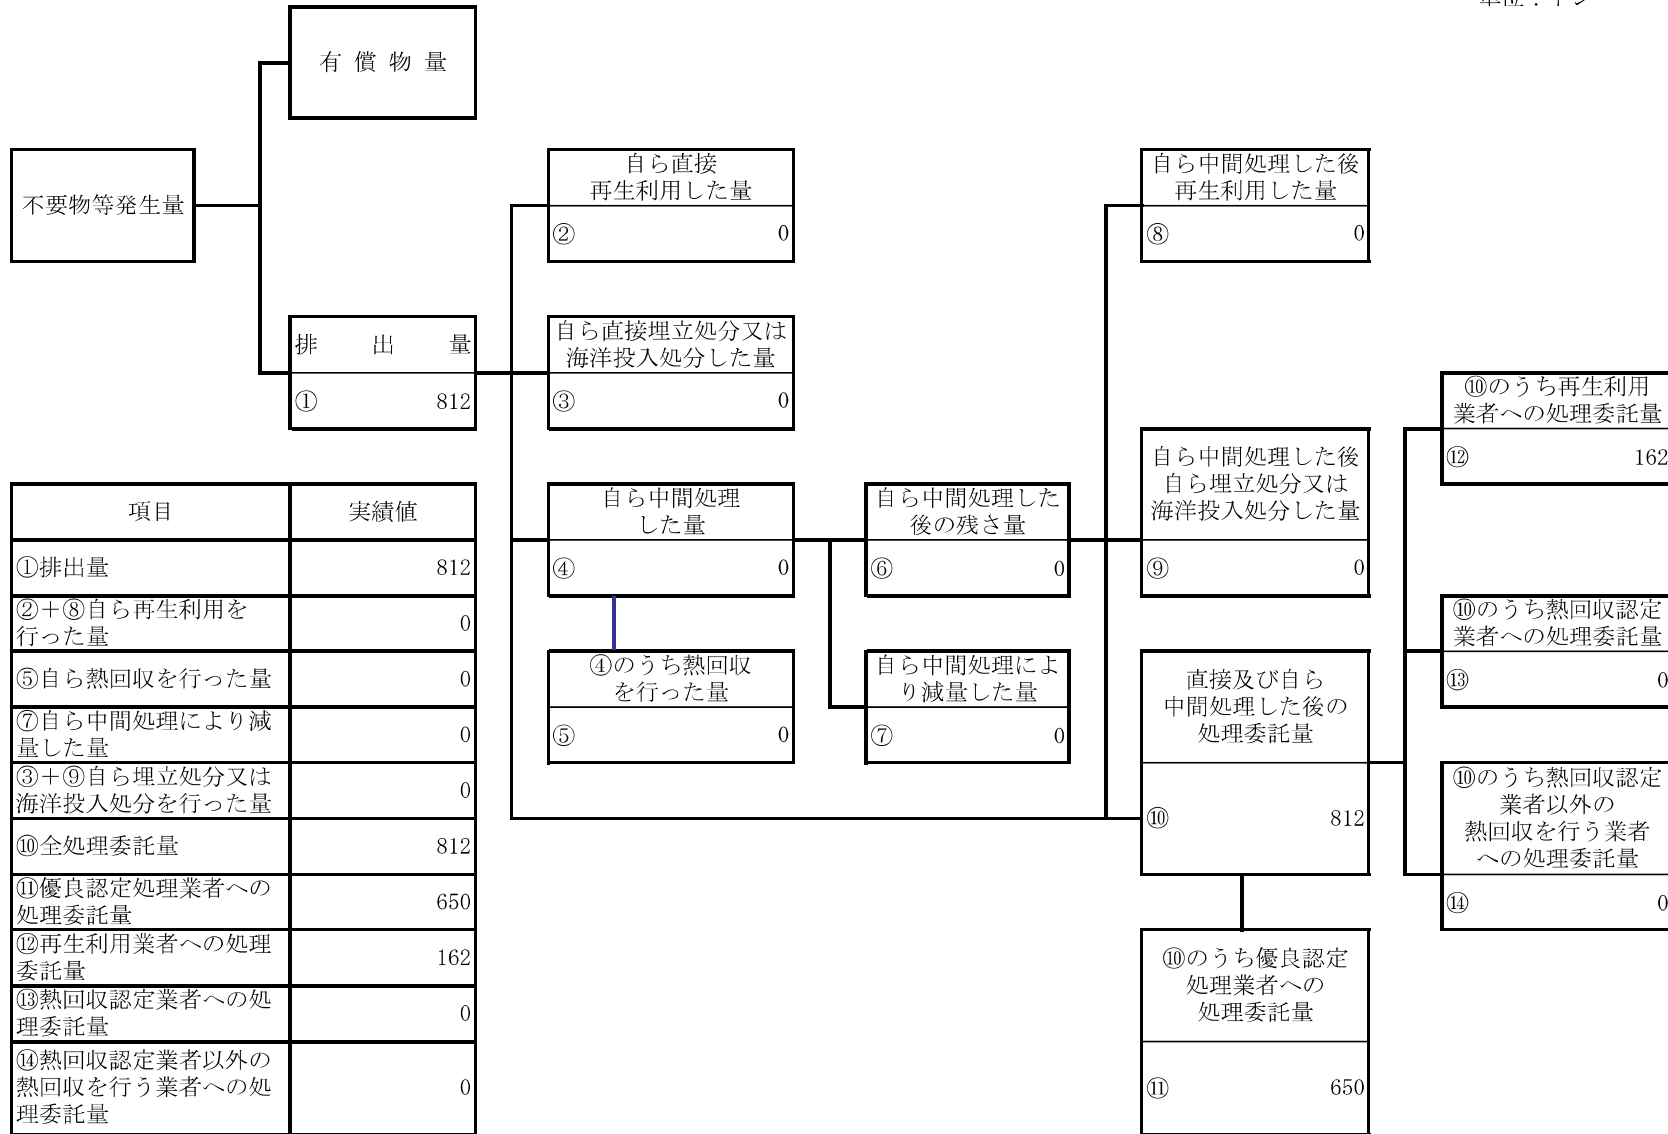 単位：トン
有償物量
不要物等発生量
自ら直接
再生利用した量
② 0
自ら中間処理した後
再生利用した量
⑧ 0
排出量
① 812
自ら直接埋立処分又は
海洋投入処分した量
③ 0
⑩のうち再生利用
業者への処理委託量
⑫ 162
自ら中間処理
した量
④ 0
自ら中間処理した
後の残さ量
⑥ 0
自ら中間処理した後
自ら埋立処分又は
海洋投入処分した量
⑨ 0
⑩のうち熱回収認定
業者への処理委託量
⑬ 0
④のうち熱回収
を行った量
⑤ 0
自ら中間処理によ
り減量した量
⑦ 0
直接及び自ら
中間処理した後の
処理委託量
⑩ 812
⑩のうち熱回収認定
業者以外の
熱回収を行う業者
への処理委託量
⑭ 0
⑩のうち優良認定
処理業者への
処理委託量
⑪ 650
項目 実績値
①排出量 812
②＋⑧自ら再生利用を
行った量 0
⑤自ら熱回収を行った量 0
⑦自ら中間処理により減
量した量 0
③＋⑨自ら埋立処分又は
海洋投入処分を行った量 0
⑩全処理委託量 812
⑪優良認定処理業者への
処理委託量 650
⑫再生利用業者への処理
委託量 162
⑬熱回収認定業者への処
理委託量 0
⑭熱回収認定業者以外の
熱回収を行う業者への処
理委託量 0